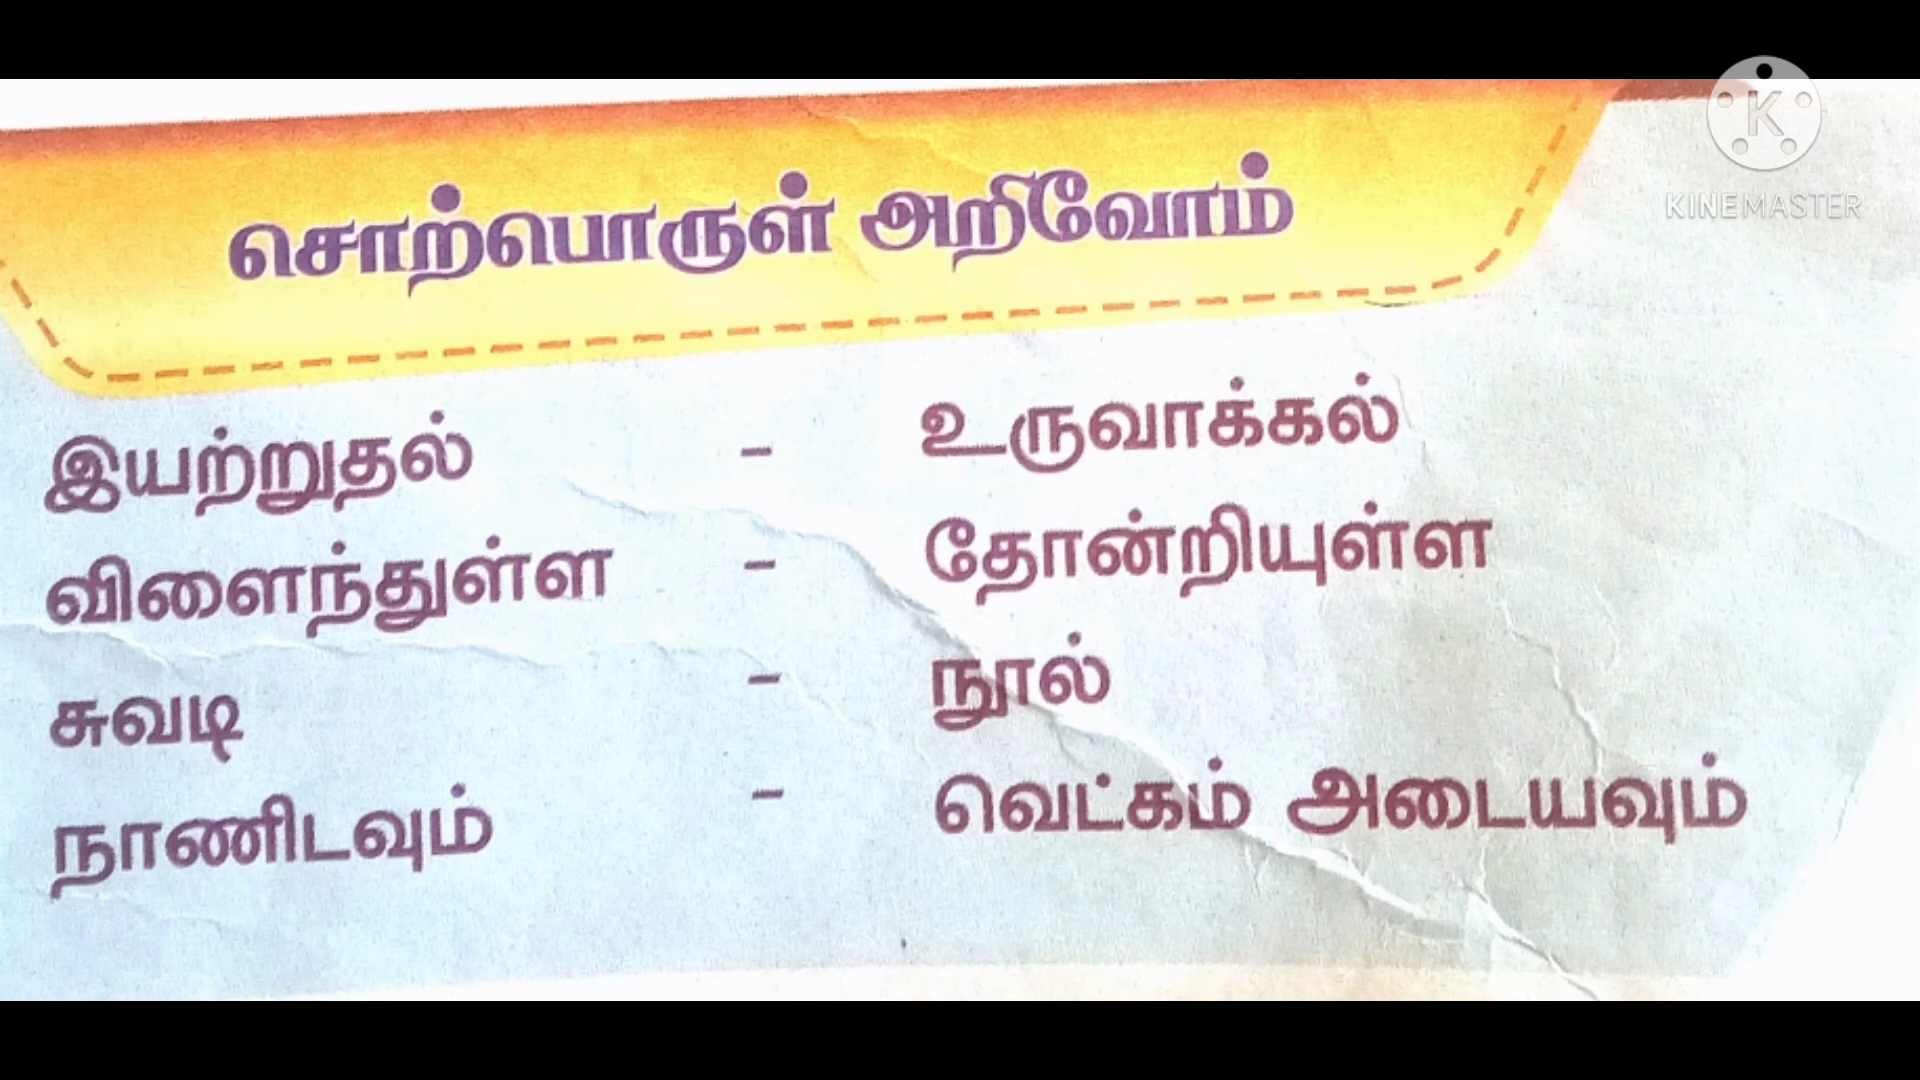 சொற்பொருள் அறிவோம்
KINEMASTER
இயற்றுதல் - உருவாக்கல்
விளைந்துள்ள - தோன்றியுள்ள
சுவடி - நூல்
நாணிடவும் - வெட்கம் அடையவும்